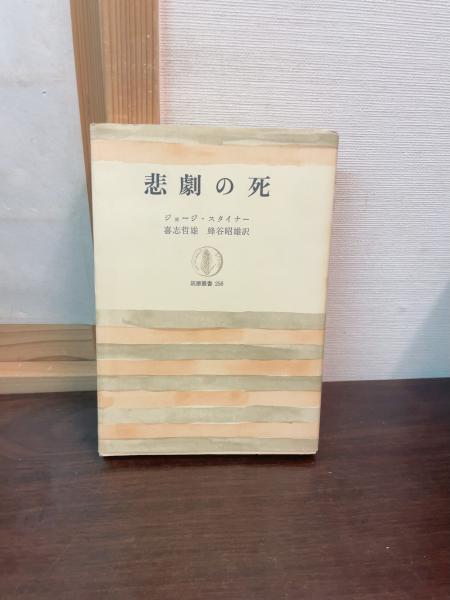 悲劇の死
ジョージ・スタイナー
喜志哲雄 蜂谷昭雄訳
筑摩叢書 256